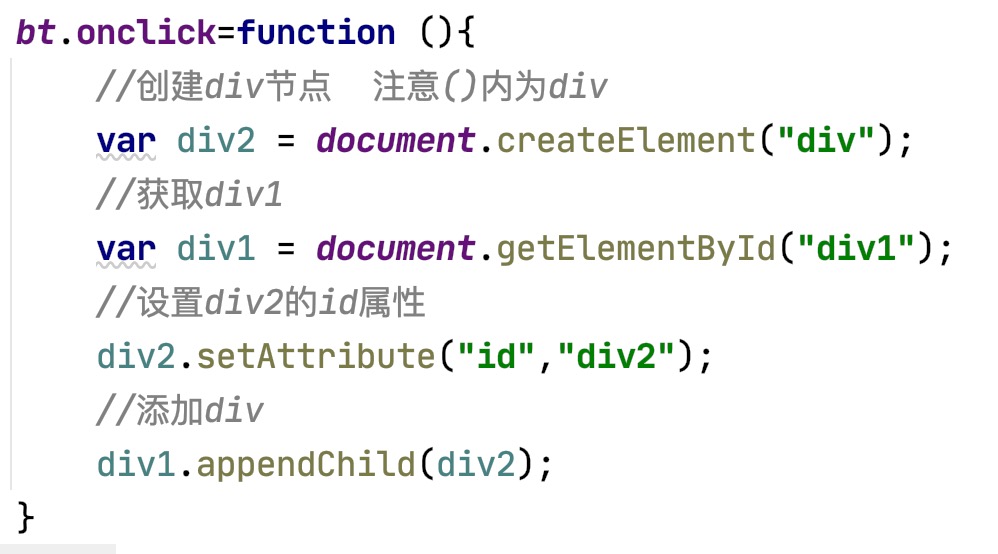 bt.onclick=function (){
//创建div节点  注意()内为div
var div2 = document.createElement("div");
//获取div1
var div1 = document.getElementById("div1");
//设置div2的id属性
div2.setAttribute("id","div2");
//添加div
div1.appendChild(div2);
}